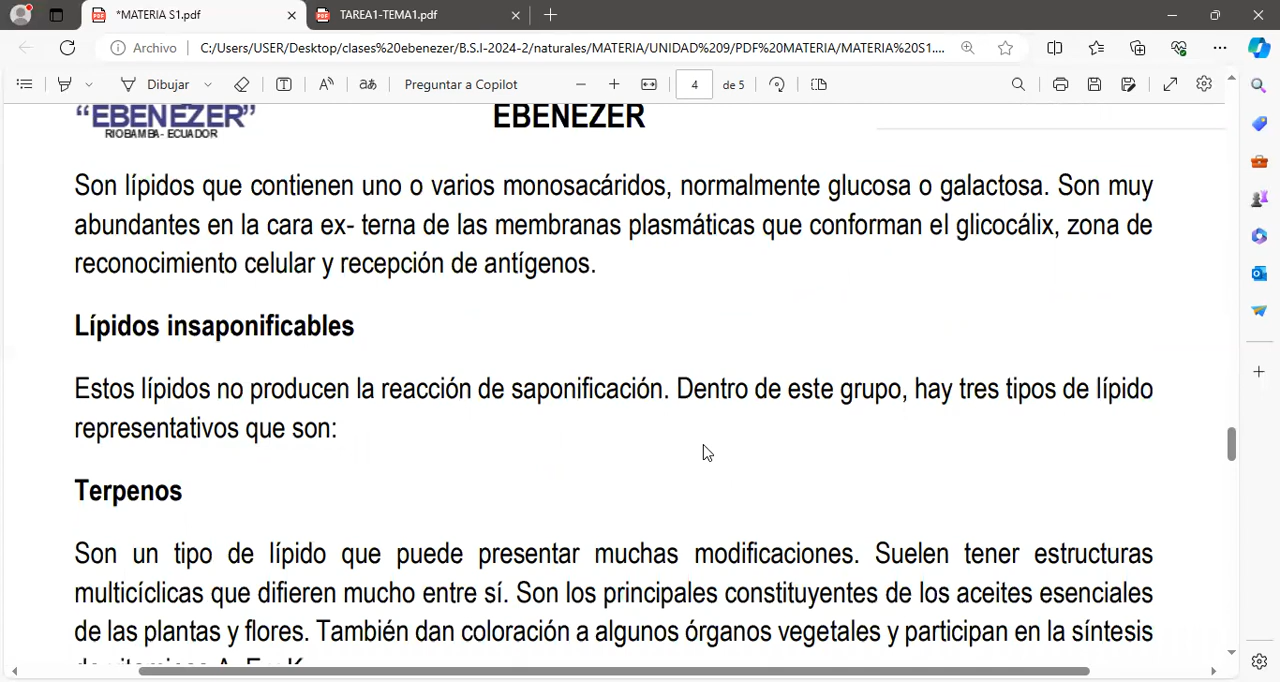 *MATERIA S1.pdf
TAREA1-TEMA1.pdf
Archivo
C:/Users/USER/Desktop/clases%20ebenezer/B.S.I-2024-2/naturales/MATERIA/UNIDAD%209/PDF%20MATERIA/MATERIA%20S1....
Dibujar
Preguntar a Copilot
4 de 5
“EBENEZER”
RIOBAMBA- ECUADOR
EBENEZER
Son lípidos que contienen uno o varios monosacáridos, normalmente glucosa o galactosa. Son muy
abundantes en la cara ex- terna de las membranas plasmáticas que conforman el glicocálix, zona de
reconocimiento celular y recepción de antígenos.
Lípidos insaponificables
Estos lípidos no producen la reacción de saponificación. Dentro de este grupo, hay tres tipos de lípido
representativos que son:
Terpenos
Son un tipo de lípido que puede presentar muchas modificaciones. Suelen tener estructuras
multicíclicas que difieren mucho entre sí. Son los principales constituyentes de los aceites esenciales
de las plantas y flores. También dan coloración a algunos órganos vegetales y participan en la síntesis